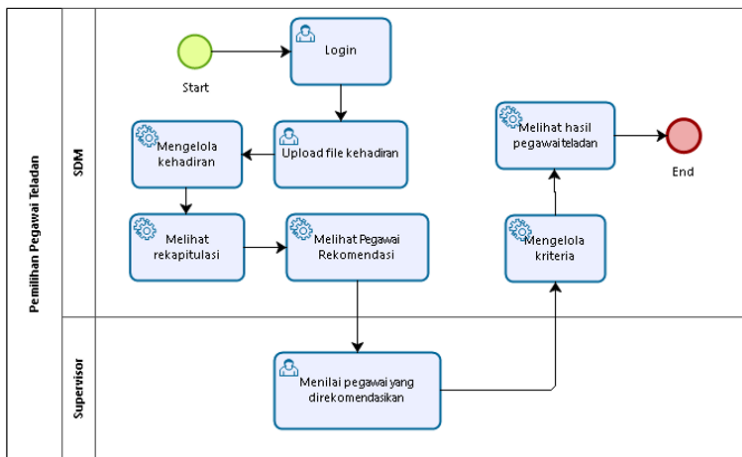 Pemilihan Pegawai Teladan
SDM
Supervisor
Start
Login
Upload file kehadiran
Mengelola
kehadiran
Melihat
rekapitulasi
Melihat Pegawai
Rekomendasi
Menilai pegawai yang
direkomendasikan
Mengelola
kriteria
Melihat hasil
pegawai teladan
End